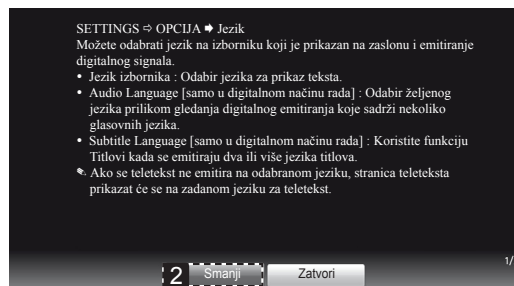 SETTINGS ⇨ OPCIJA ➧ Jezik
Možete odabrati jezik na izborniku koji je prikazan na zaslonu i emitiranje
digitalnog signala.
• Jezik izbornika : Odabir jezika za prikaz teksta.
• Audio Language [samo u digitalnom načinu rada] : Odabir željenog
jezika prilikom gledanja digitalnog emitiranja koje sadrži nekoliko
glasovnih jezika.
• Subtitle Language [samo u digitalnom načinu rada] : Koristite funkciju
Titlovi kada se emitiraju dva ili više jezika titlova.
✎ Ako se teletekst ne emitira na odabranom jeziku, stranica teleteksta
prikazat će se na zadanom jeziku za teletekst.
1/
2 Smanji Zatvori